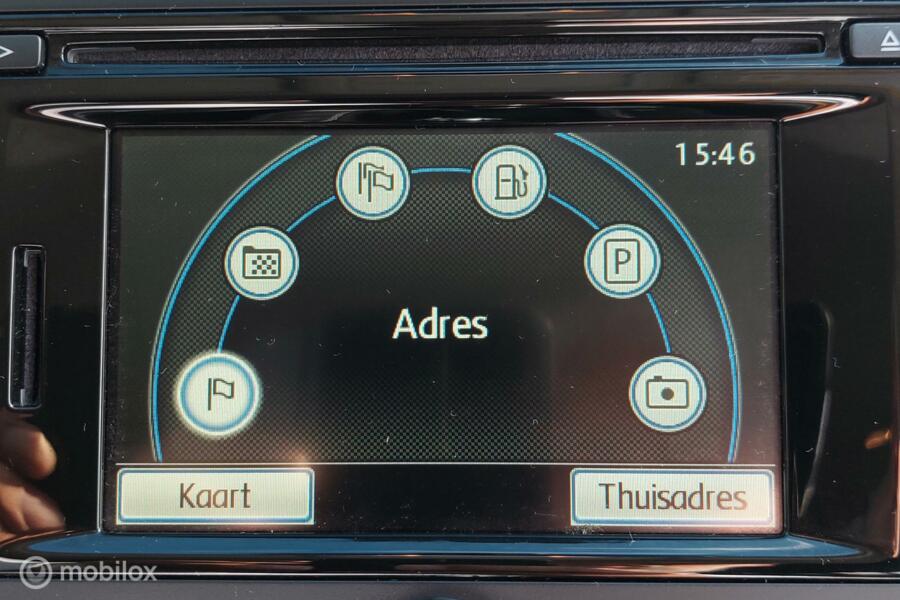 15:46
P
Adres
Kaart
Thuisadres
mobilox